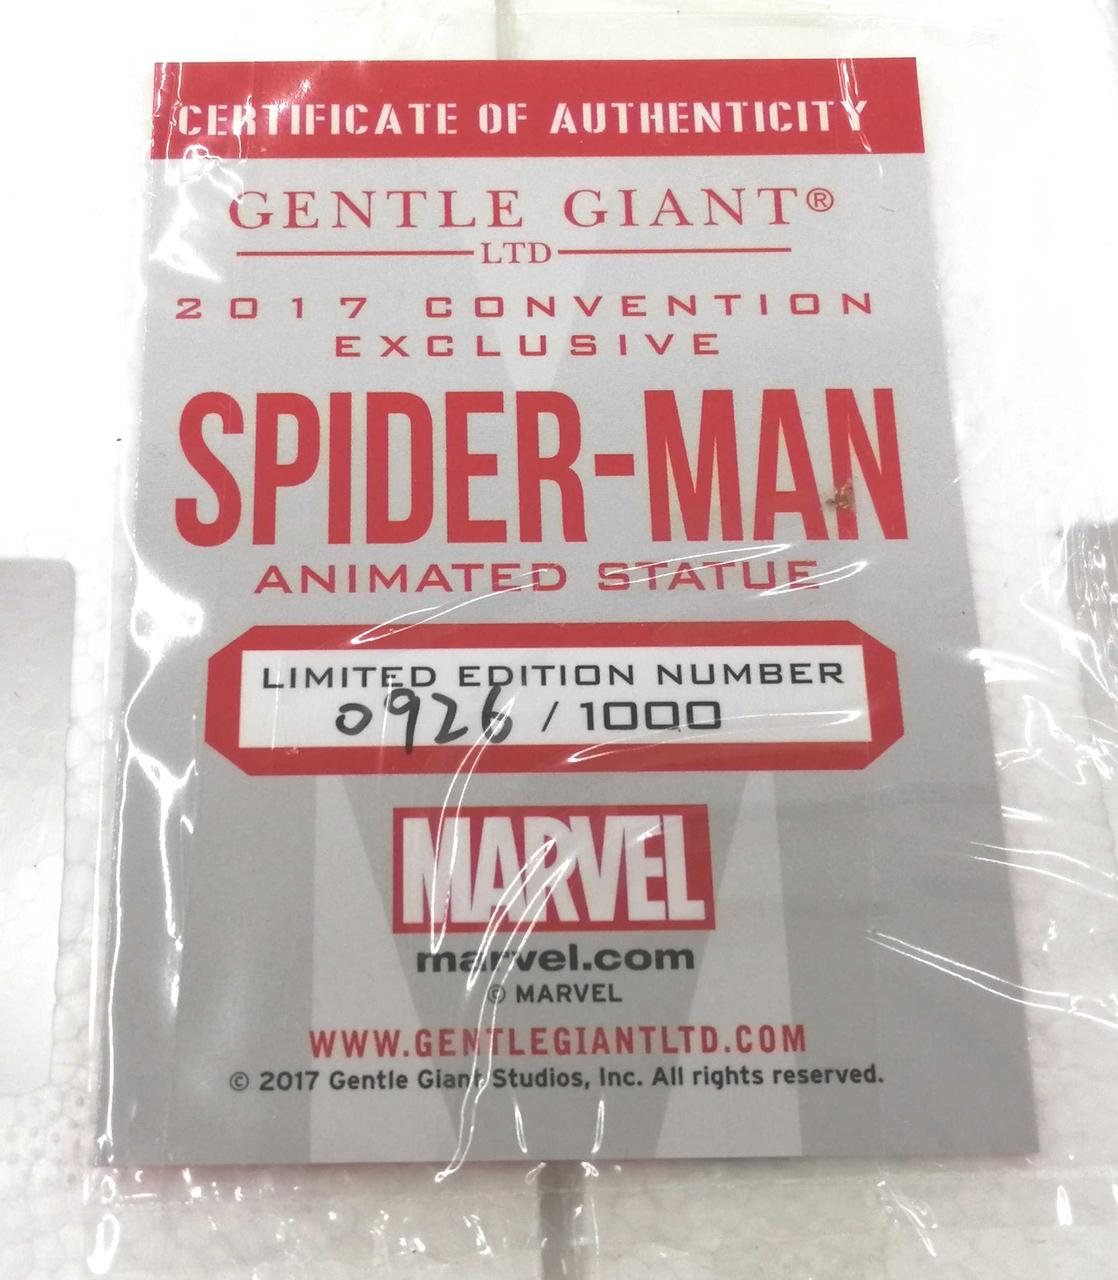 CERTIFICATE OF AUTHENTICITY
GENTLE GIANT®
LTD
2017 CONVENTION
EXCLUSIVE
SPIDER-MAN
ANIMATED STATUE
LIMITED EDITION NUMBER
0926 / 1000
MARVEL
marvel.com
© MARVEL
WWW.GENTLEGIANTLTD.COM
© 2017 Gentle Giant Studios, Inc. All rights reserved.